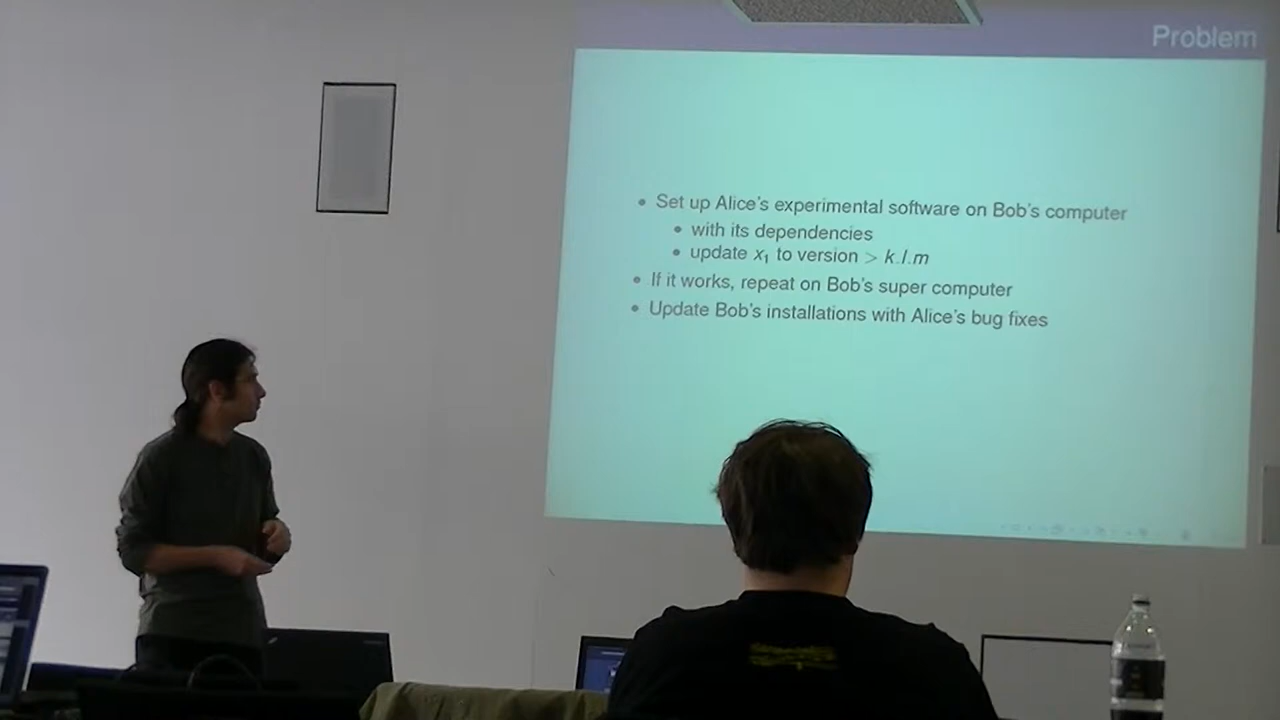 Problem
Set up Alice's experimental software on Bob's computer
with its dependencies
update x₁ to version > k.l.m
If it works, repeat on Bob's super computer
Update Bob's installations with Alice's bug fixes